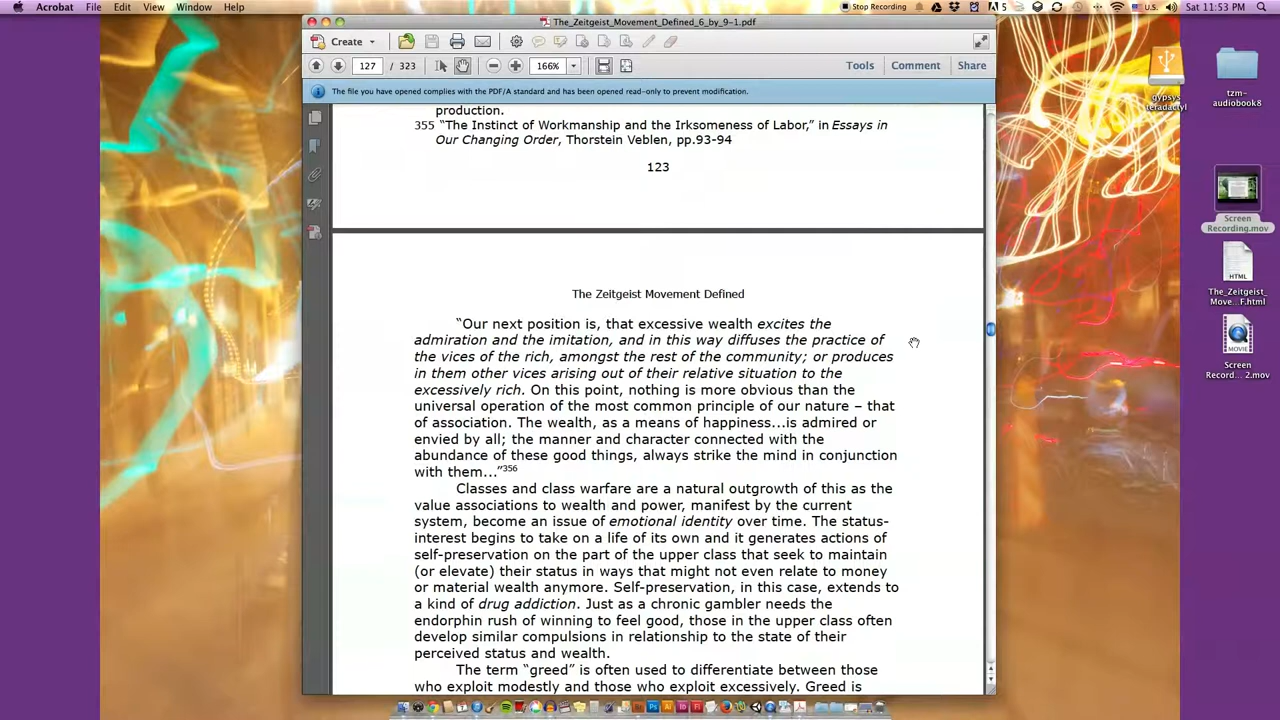 Acrobat File Edit View Window Help
Stop Recording
5
U.S.
Sat 11:53 PM
The_Zeitgeist_Movement_Defined_6_by_9-1.pdf
Create
127 / 323
166%
Tools Comment Share
The file you have opened complies with the PDF/A standard and has been opened read-only to prevent modification.
production.
355 “The Instinct of Workmanship and the Irksomeness of Labor,” in Essays in
Our Changing Order, Thorstein Veblen, pp.93-94
123
The Zeitgeist Movement Defined
“Our next position is, that excessive wealth excites the
admiration and the imitation, and in this way diffuses the practice of
the vices of the rich, amongst the rest of the community; or produces
in them other vices arising out of their relative situation to the
excessively rich. On this point, nothing is more obvious than the
universal operation of the most common principle of our nature – that
of association. The wealth, as a means of happiness...is admired or
envied by all; the manner and character connected with the
abundance of these good things, always strike the mind in conjunction
with them...”356
Classes and class warfare are a natural outgrowth of this as the
value associations to wealth and power, manifest by the current
system, become an issue of emotional identity over time. The status-
interest begins to take on a life of its own and it generates actions of
self-preservation on the part of the upper class that seek to maintain
(or elevate) their status in ways that might not even relate to money
or material wealth anymore. Self-preservation, in this case, extends to
a kind of drug addiction. Just as a chronic gambler needs the
endorphin rush of winning to feel good, those in the upper class often
develop similar compulsions in relationship to the state of their
perceived status and wealth.
The term “greed” is often used to differentiate between those
who exploit modestly and those who exploit excessively. Greed is
gypsys
teradactyl
tzm-
audiobook8
Screen
Recording.mov
HTML
The_Zeitgeist_
Move...F.html
MOVIE
Screen
Record... 2.mov